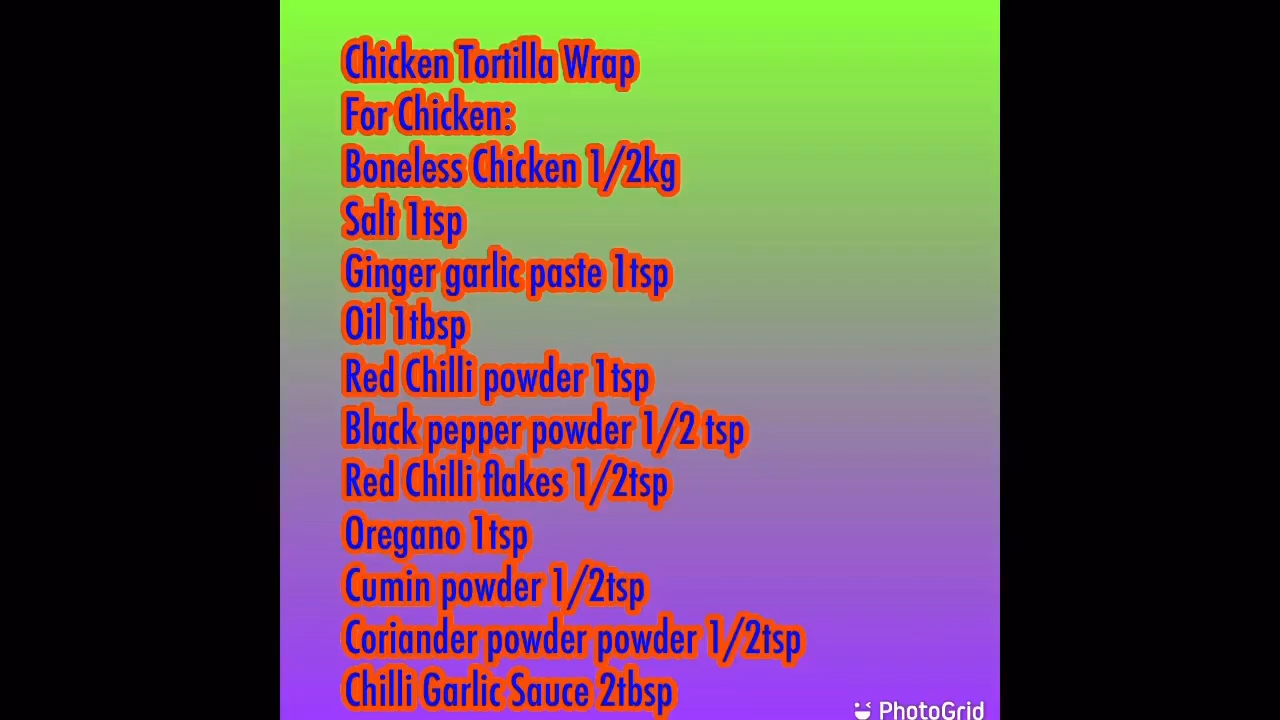 Chicken Tortilla Wrap
For Chicken:
Boneless Chicken 1/2kg
Salt 1tsp
Ginger garlic paste 1tsp
Oil 1tbsp
Red Chilli powder 1tsp
Black pepper powder 1/2 tsp
Red Chilli flakes 1/2tsp
Oregano 1tsp
Cumin powder 1/2tsp
Coriander powder powder 1/2tsp
Chilli Garlic Sauce 2tbsp
PhotoGrid